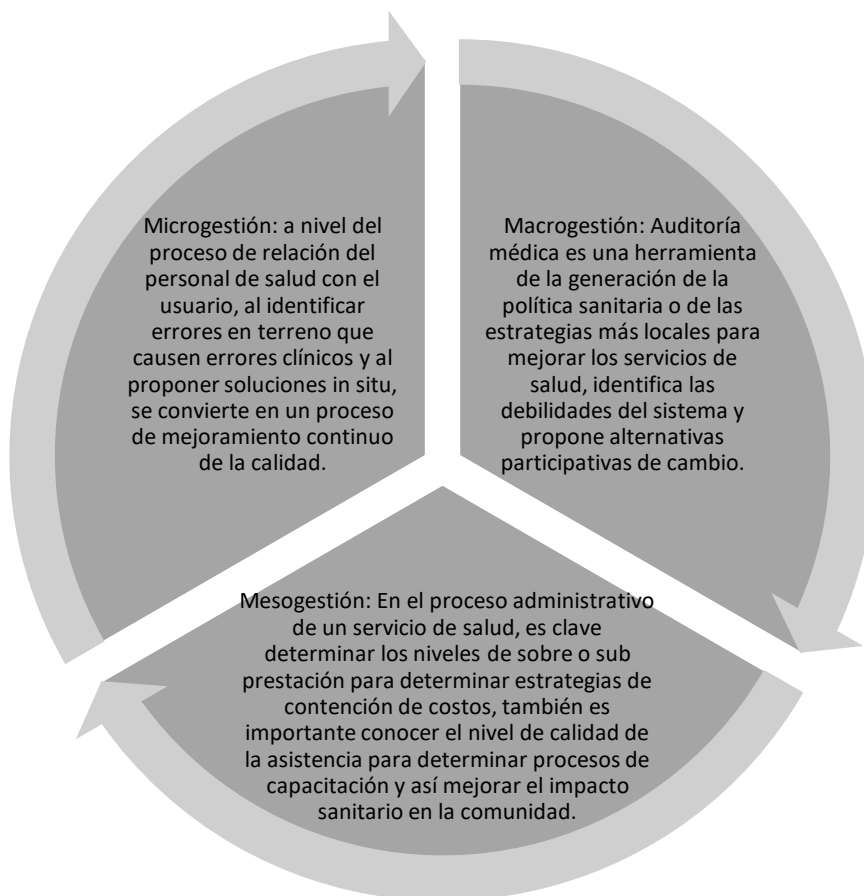 Microgestión: a nivel del
proceso de relación del
personal de salud con el
usuario, al identificar
errores en terreno que
causen errores clínicos y al
proponer soluciones in situ,
se convierte en un proceso
de mejoramiento continuo
de la calidad.
Macrogestión: Auditoría
médica es una herramienta
de la generación de la
política sanitaria o de las
estrategias más locales para
mejorar los servicios de
salud, identifica las
debilidades del sistema y
propone alternativas
participativas de cambio.
Mesogestión: En el proceso administrativo
de un servicio de salud, es clave
determinar los niveles de sobre o sub
prestación para determinar estrategias de
contención de costos, también es
importante conocer el nivel de calidad de
la asistencia para determinar procesos de
capacitación y así mejorar el impacto
sanitario en la comunidad.